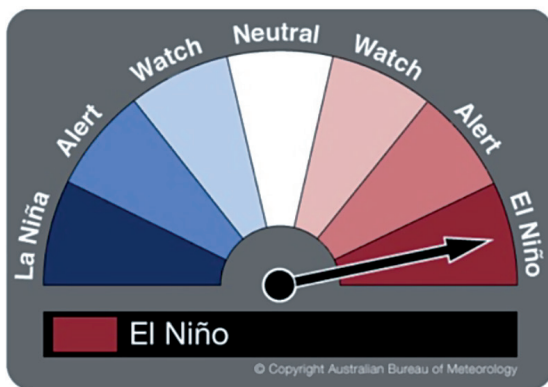 La Niña
Alert
Watch
Neutral
Watch
Alert
El Niño
El Niño
© Copyright Australian Bureau of Meteorology